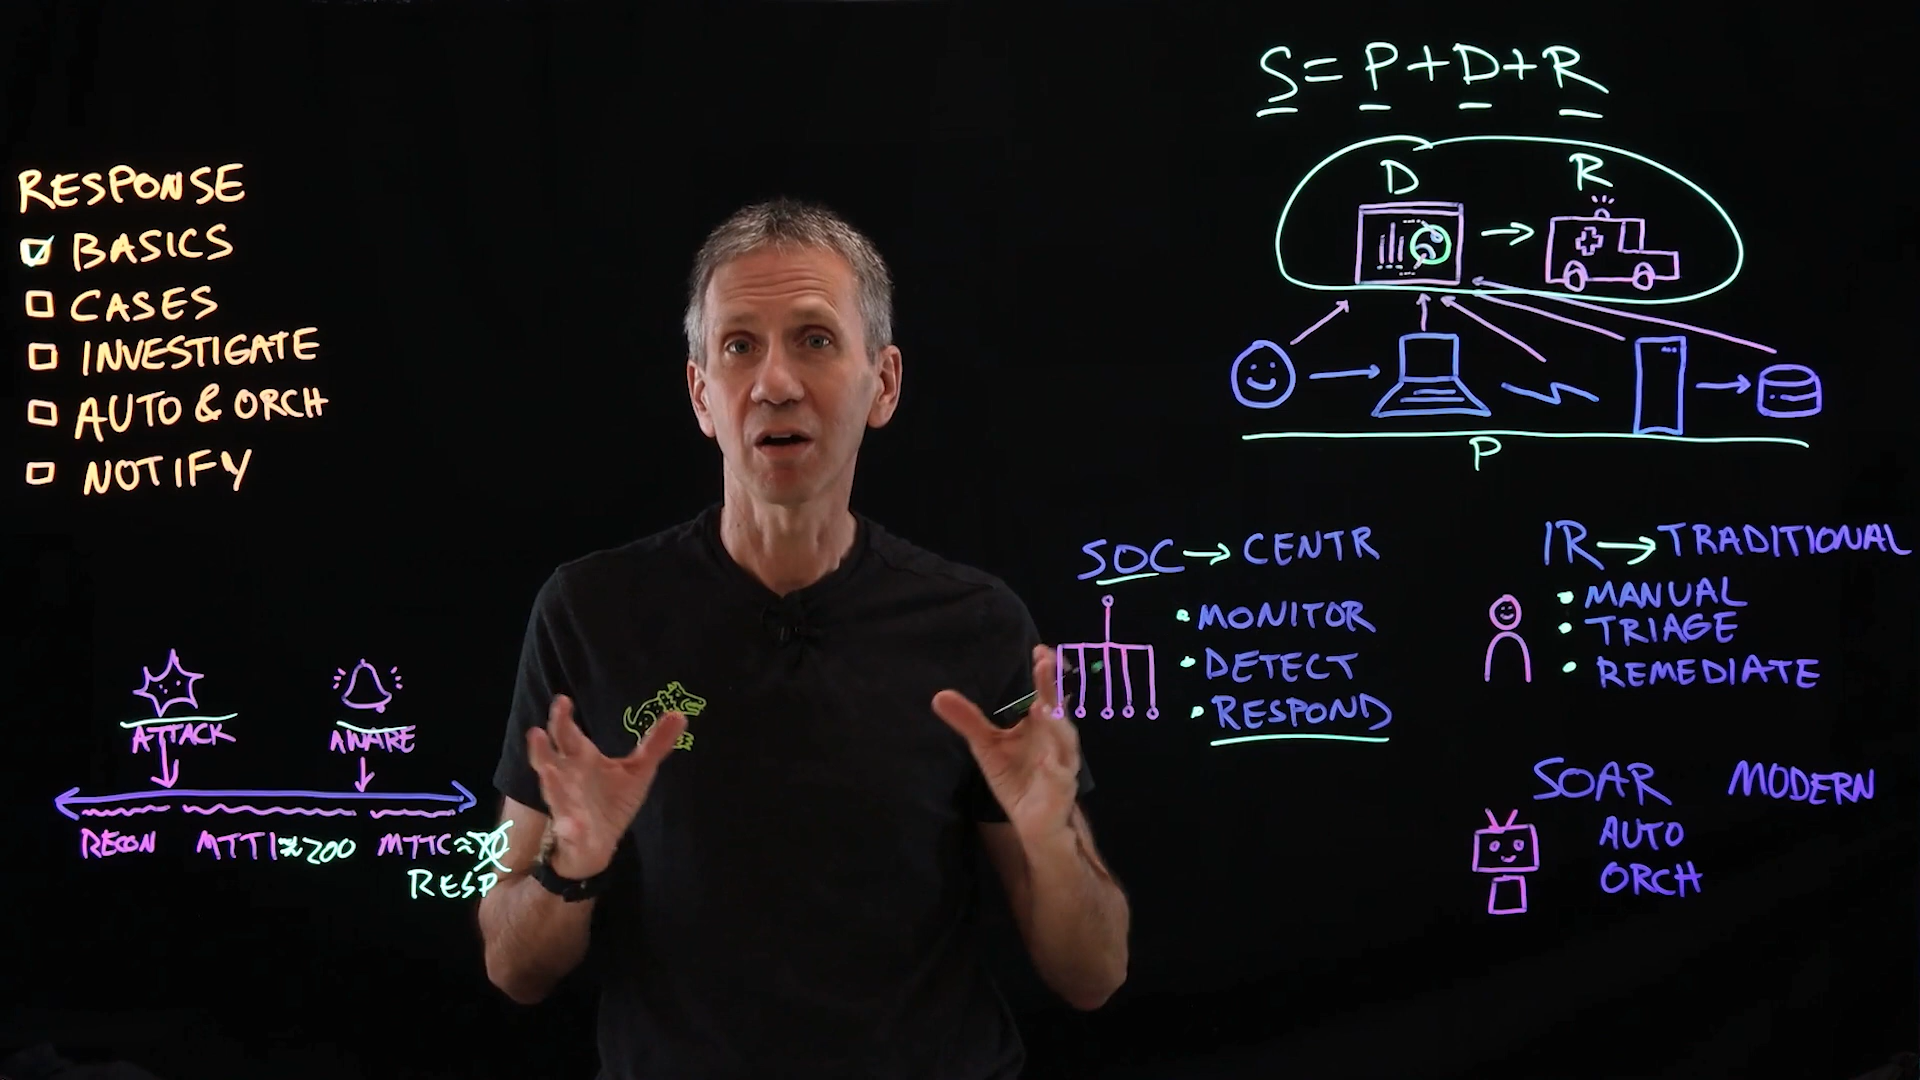 RESPONSE
BASICS
CASES
INVESTIGATE
AUTO & ORCH
NOTIFY
ATTACK
AWARE
RECON MTTI≈200 MTTC≈70
RESP
S=P+D+R
D R
P
SOC→CENTR
• MONITOR
• DETECT
• RESPOND
IR→TRADITIONAL
• MANUAL
• TRIAGE
• REMEDIATE
SOAR MODERN
AUTO
ORCH